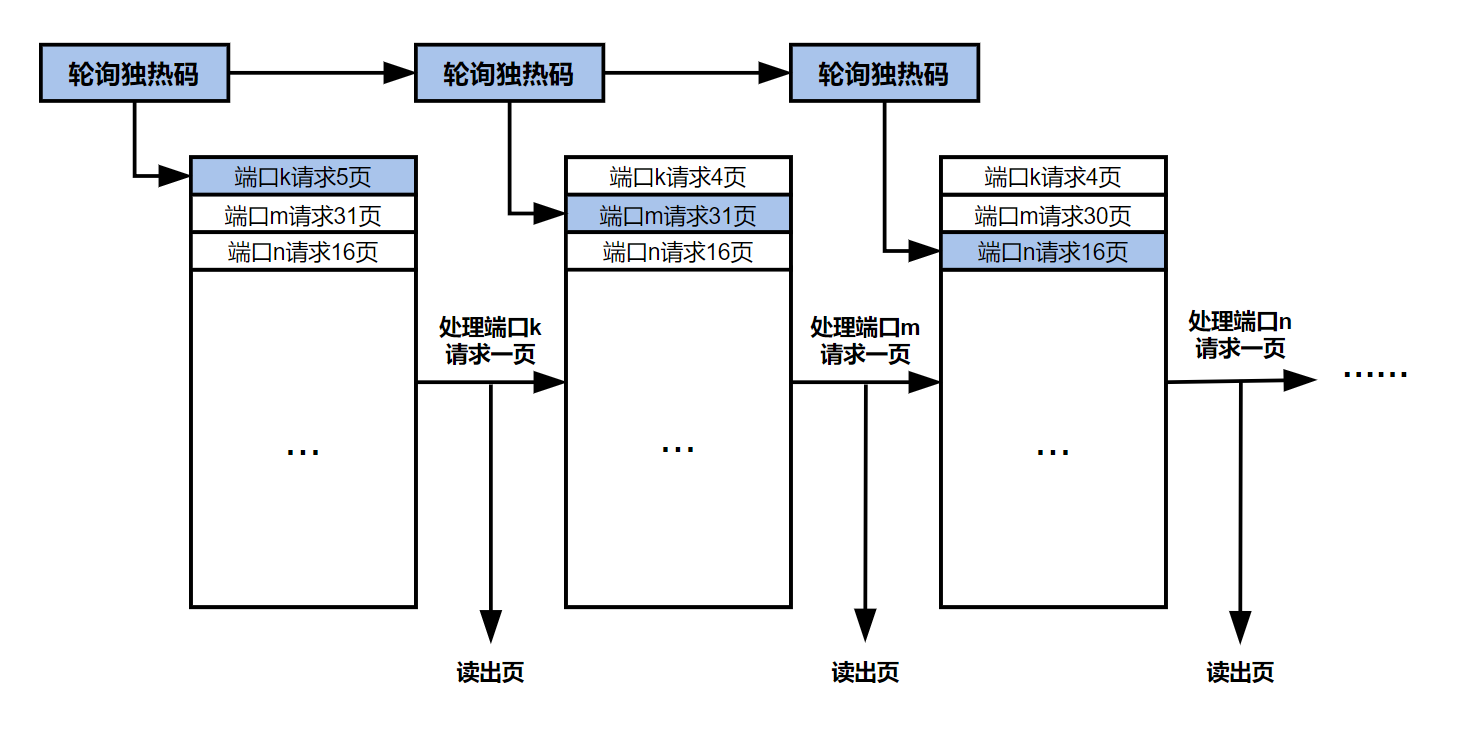 轮询独热码
轮询独热码
轮询独热码
端口k请求5页
端口m请求31页
端口n请求16页
...
处理端口k
请求一页
读出页
端口k请求4页
端口m请求31页
端口n请求16页
...
处理端口m
请求一页
读出页
端口k请求4页
端口m请求30页
端口n请求16页
...
处理端口n
请求一页
读出页
......